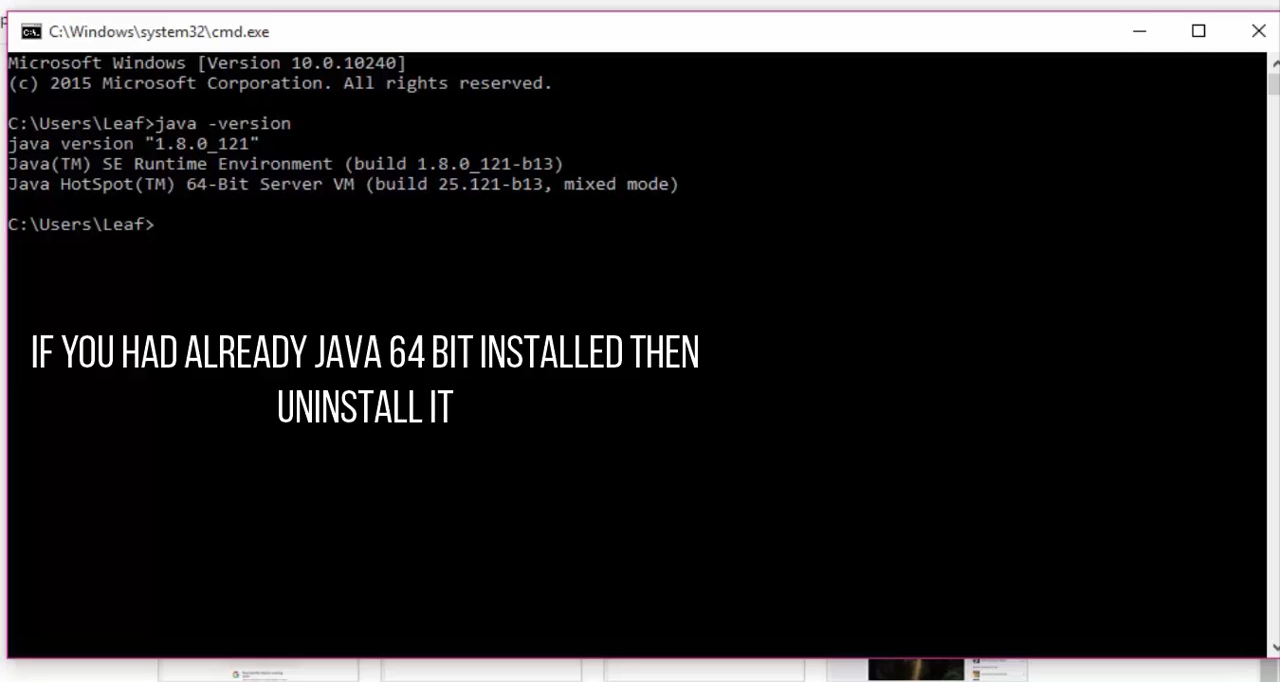 C:\Windows\system32\cmd.exe
Microsoft Windows [Version 10.0.10240]
(c) 2015 Microsoft Corporation. All rights reserved.
C:\Users\Leaf>java -version
java version "1.8.0_121"
Java(TM) SE Runtime Environment (build 1.8.0_121-b13)
Java HotSpot(TM) 64-Bit Server VM (build 25.121-b13, mixed mode)
C:\Users\Leaf>
IF YOU HAD ALREADY JAVA 64 BIT INSTALLED THEN
UNINSTALL IT